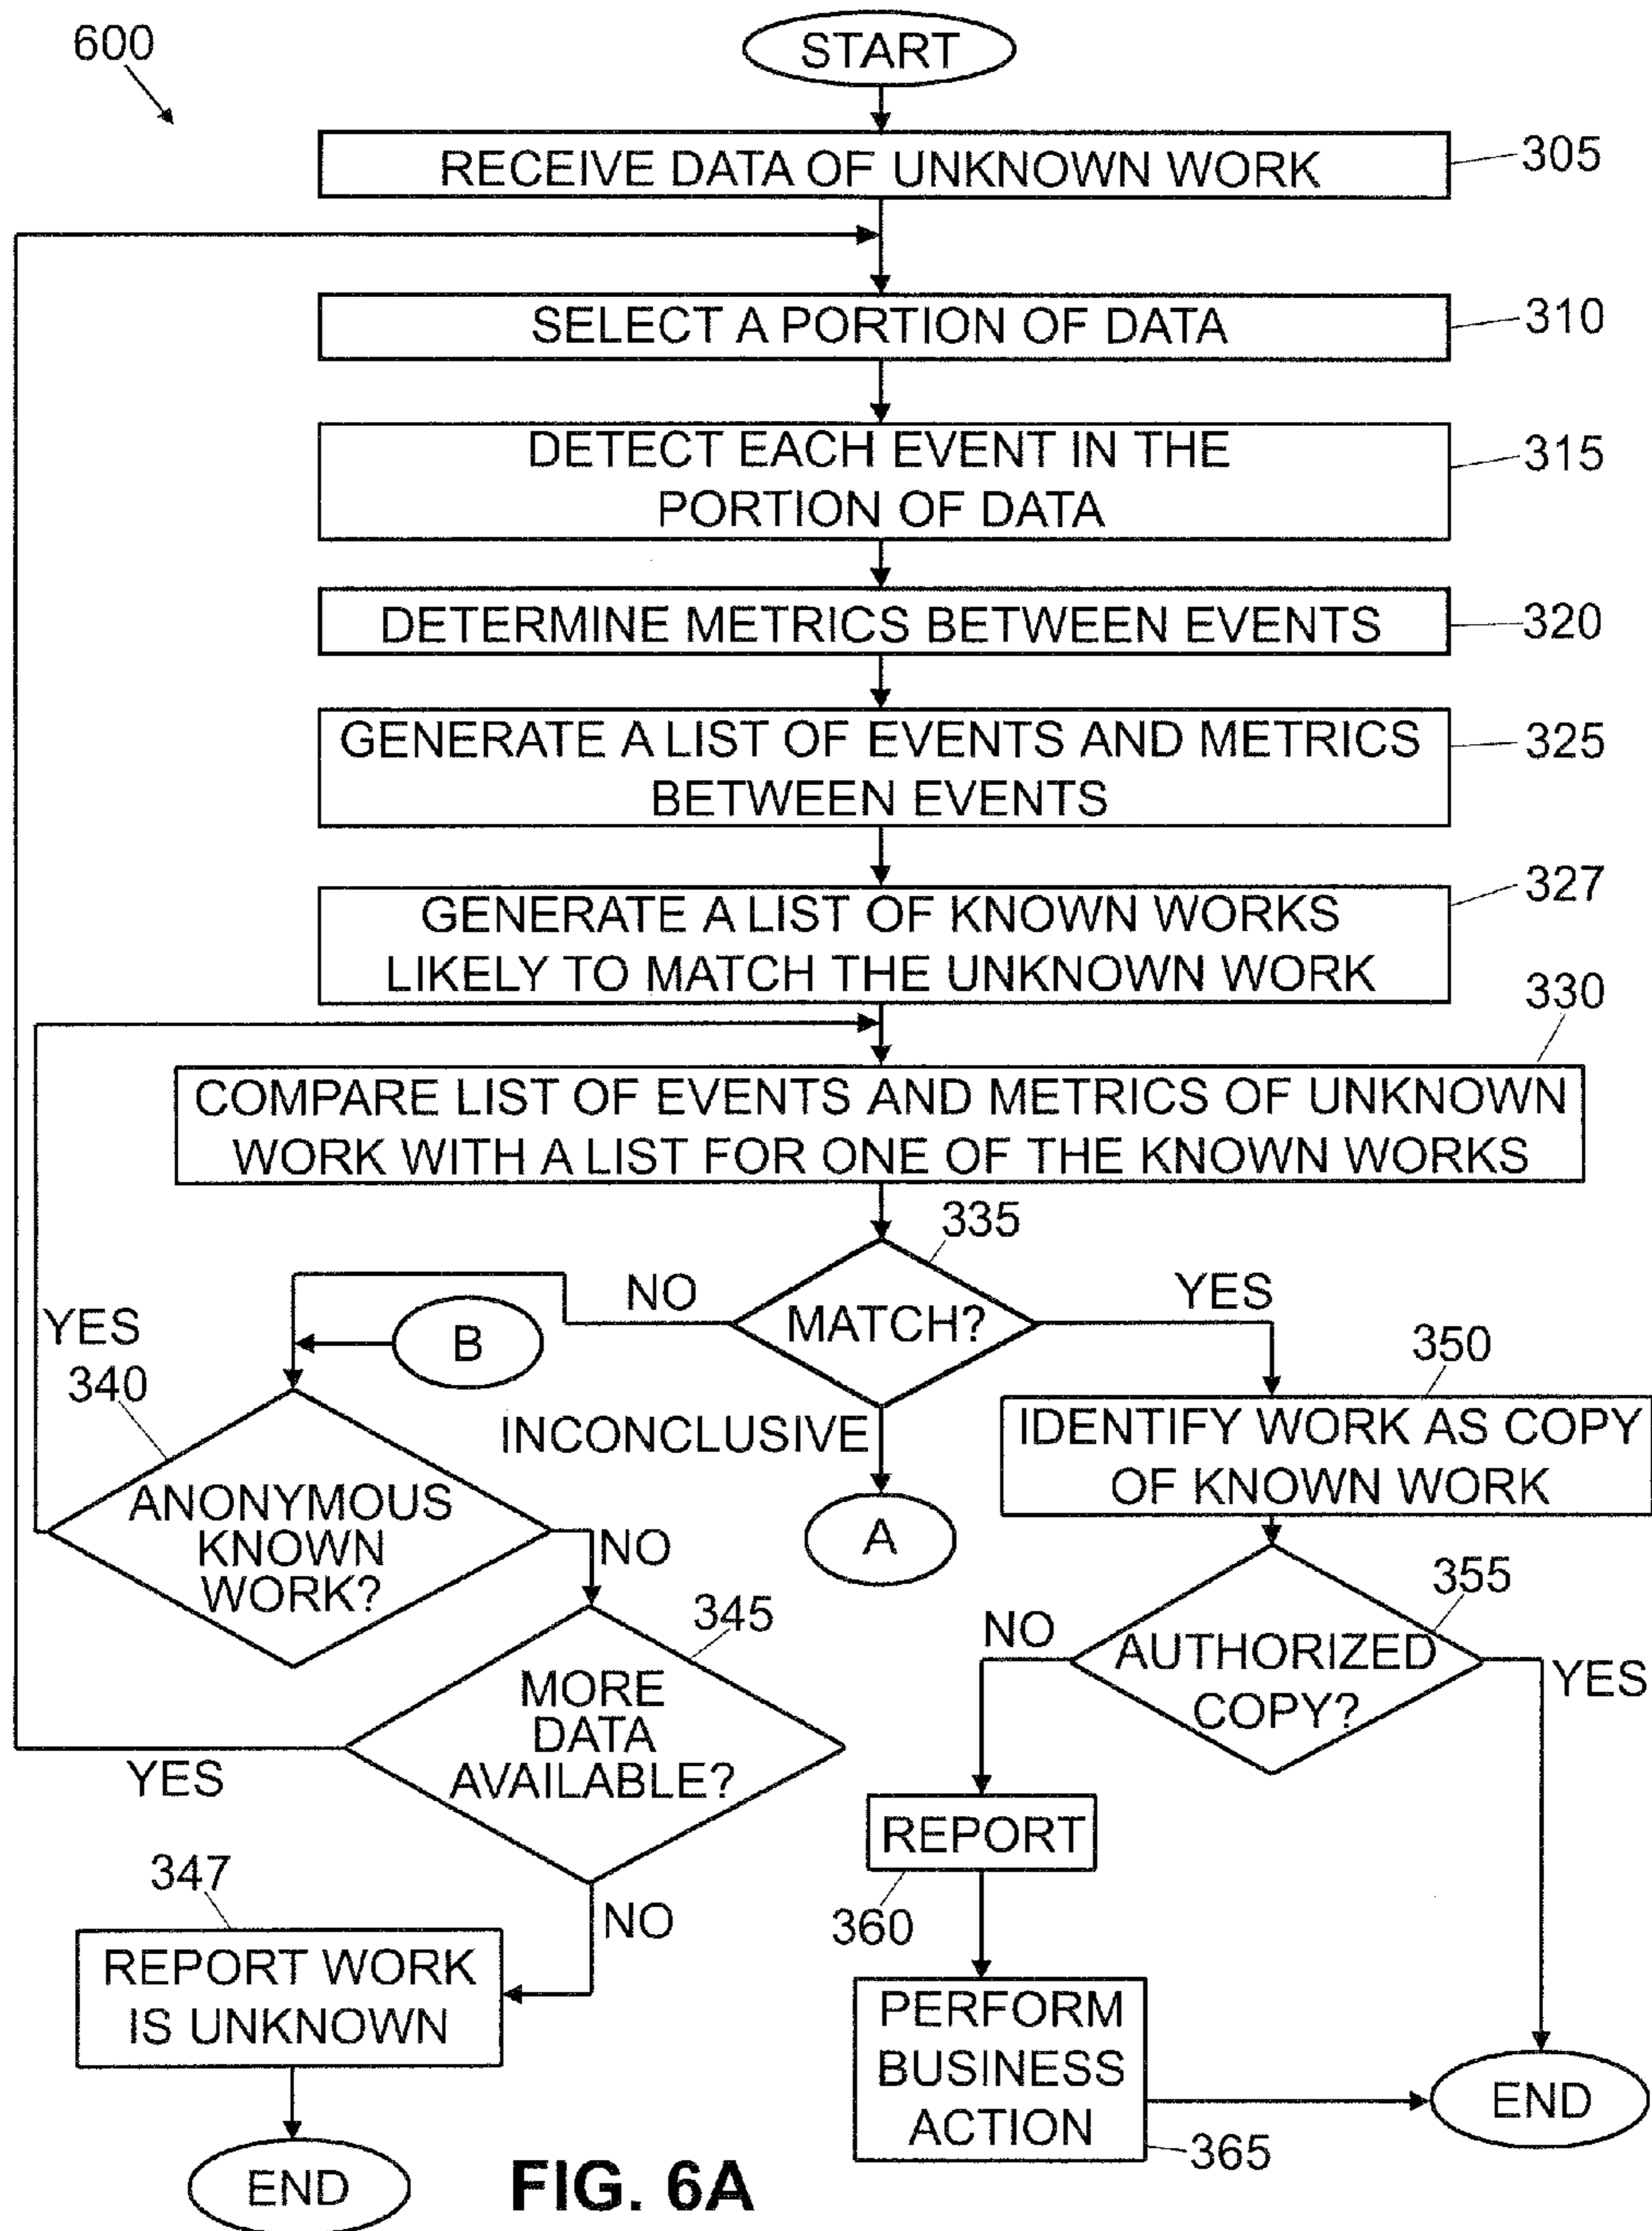 600
START
RECEIVE DATA OF UNKNOWN WORK
305
SELECT A PORTION OF DATA
310
DETECT EACH EVENT IN THE
PORTION OF DATA
315
DETERMINE METRICS BETWEEN EVENTS
320
GENERATE A LIST OF EVENTS AND METRICS
BETWEEN EVENTS
325
GENERATE A LIST OF KNOWN WORKS
LIKELY TO MATCH THE UNKNOWN WORK
327
330
COMPARE LIST OF EVENTS AND METRICS OF UNKNOWN
WORK WITH A LIST FOR ONE OF THE KNOWN WORKS
335
MATCH?
NO
YES
INCONCLUSIVE
A
B
YES
340
ANONYMOUS
KNOWN
WORK?
NO
345
MORE
DATA
AVAILABLE?
YES
NO
347
REPORT WORK
IS UNKNOWN
END
350
IDENTIFY WORK AS COPY
OF KNOWN WORK
355
AUTHORIZED
COPY?
NO
YES
REPORT
360
PERFORM
BUSINESS
ACTION
365
END
FIG. 6A